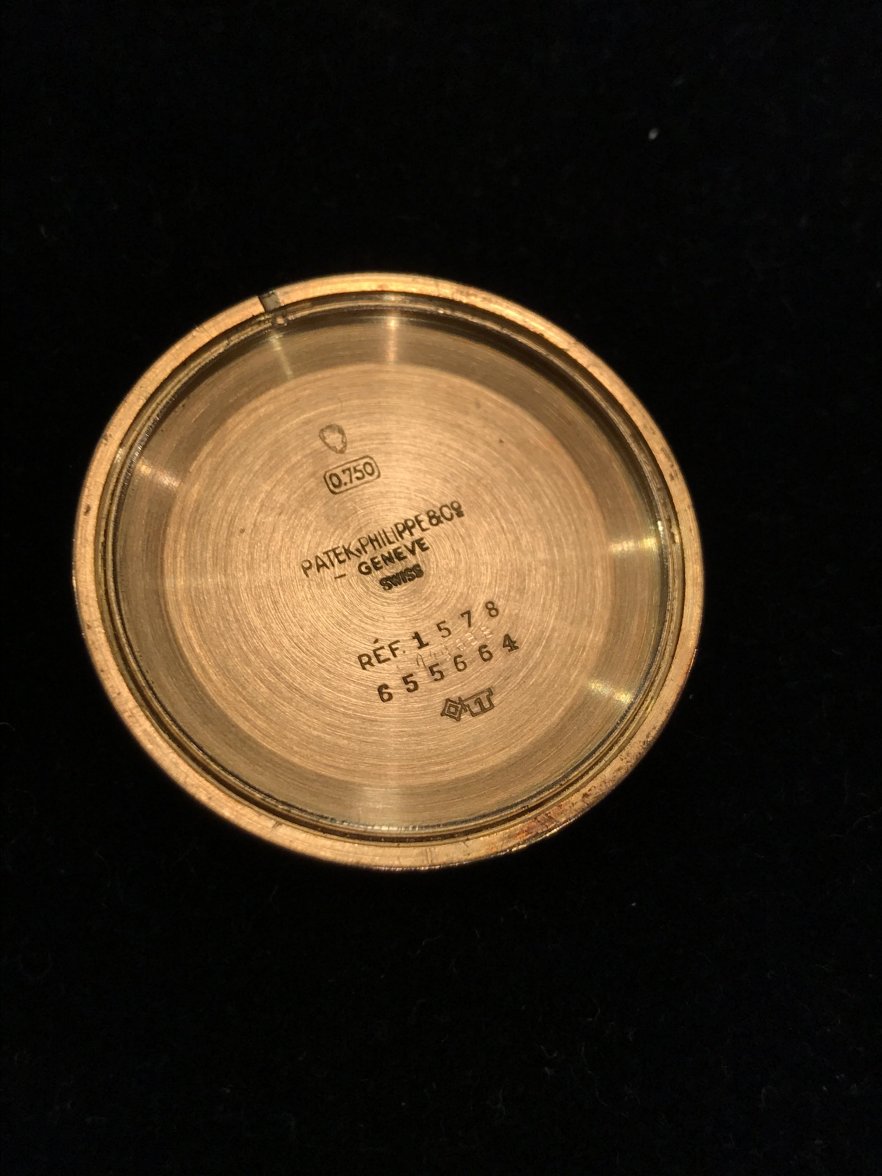 0.750
PATEK, PHILIPPE & Cº
— GENEVE
SWISS
RÉF. 1578
655664